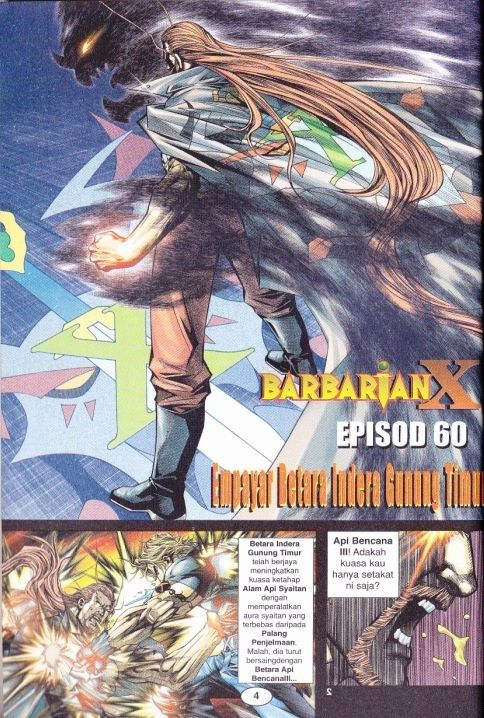 BARBARIAN X
EPISOD 60
Empayar Betara Indera Gunung Timur
Betara Indera
Gunung Timur
telah berjaya
meningkatkan
kuasa ketahap
Alam Api Syaitan
dengan
memperalatkan
aura syaitan yang
terbebas daripada
Palang
Penjelmaan.
Malah, dia turut
bersaingdengan
Betara Api
BencanaIII...
Api Bencana
III! Adakah
kuasa kau
hanya setakat
ni saja?
4
2